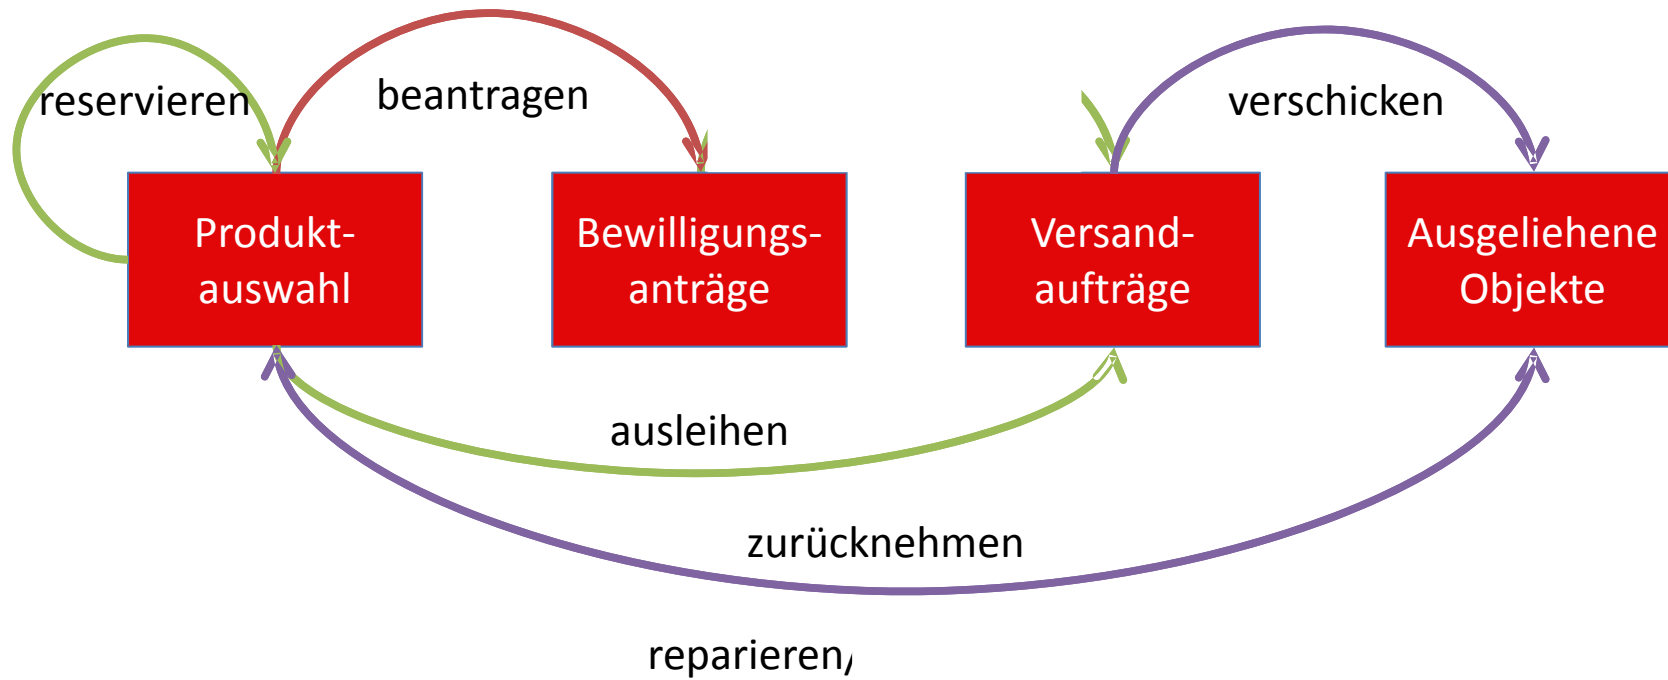 reservieren
beantragen
verschicken
Produkt-
auswahl
Bewilligungs-
anträge
Versand-
aufträge
Ausgeliehene
Objekte
ausleihen
zurücknehmen
reparieren/